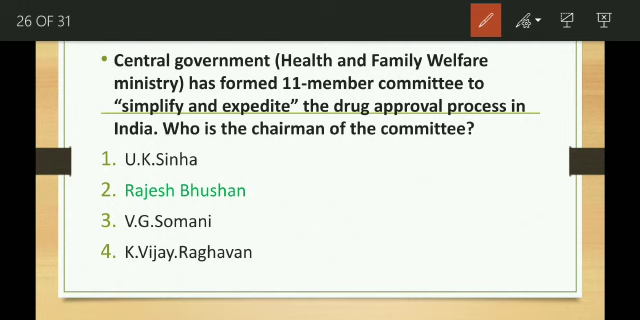 26 OF 31
• Central government (Health and Family Welfare
ministry) has formed 11-member committee to
“simplify and expedite” the drug approval process in
India. Who is the chairman of the committee?
1. U.K.Sinha
2. Rajesh Bhushan
3. V.G.Somani
4. K.Vijay.Raghavan